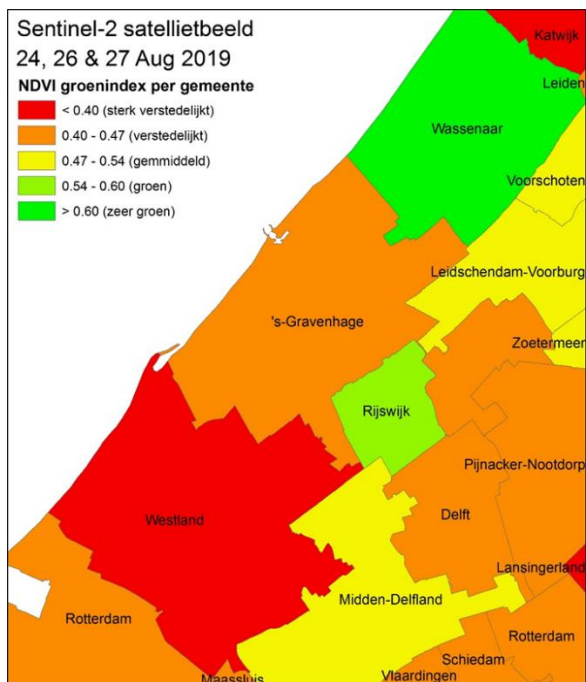 Sentinel-2 satellietbeeld
24, 26 & 27 Aug 2019
NDVI groenindex per gemeente
< 0.40 (sterk verstedelijkt)
0.40 - 0.47 (verstedelijkt)
0.47 - 0.54 (gemmiddeld)
0.54 - 0.60 (groen)
> 0.60 (zeer groen)
Katwijk
Leiden
Wassenaar
Voorschoten
Leidschendam-Voorburg
's-Gravenhage
Zoetermeer
Rijswijk
Pijnacker-Nootdorp
Westland
Delft
Lansingerland
Midden-Delfland
Rotterdam
Rotterdam
Schiedam
Vlaardingen
Maassluis